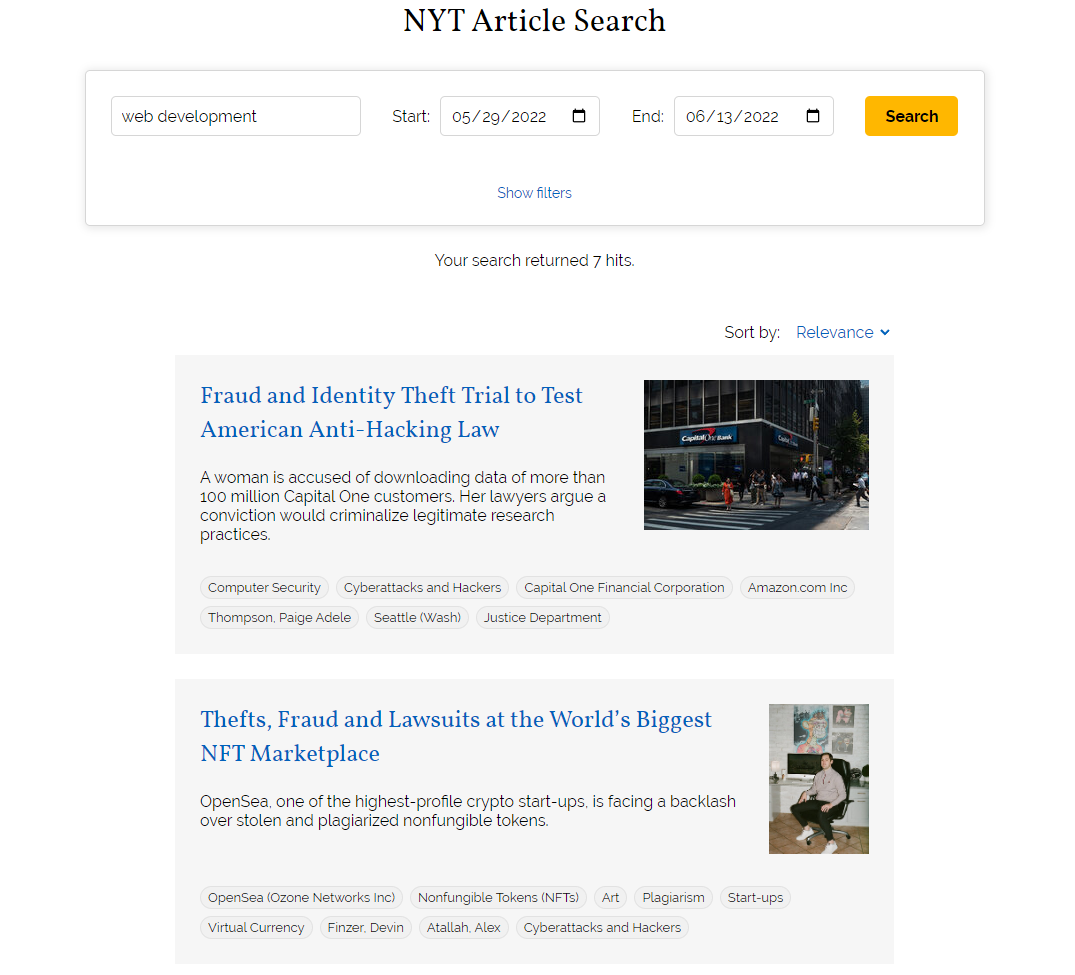 NYT Article Search
web development
Start:
05/29/2022
End:
06/13/2022
Search
Show filters
Your search returned 7 hits.
Sort by:
Relevance
Fraud and Identity Theft Trial to Test
American Anti-Hacking Law
A woman is accused of downloading data of more than
100 million Capital One customers. Her lawyers argue a
conviction would criminalize legitimate research
practices.
Capital One Bank
Computer Security
Cyberattacks and Hackers
Capital One Financial Corporation
Amazon.com Inc
Thompson, Paige Adele
Seattle (Wash)
Justice Department
Thefts, Fraud and Lawsuits at the World’s Biggest
NFT Marketplace
OpenSea, one of the highest-profile crypto start-ups, is facing a backlash
over stolen and plagiarized nonfungible tokens.
OpenSea (Ozone Networks Inc)
Nonfungible Tokens (NFTs)
Art
Plagiarism
Start-ups
Virtual Currency
Finzer, Devin
Atallah, Alex
Cyberattacks and Hackers